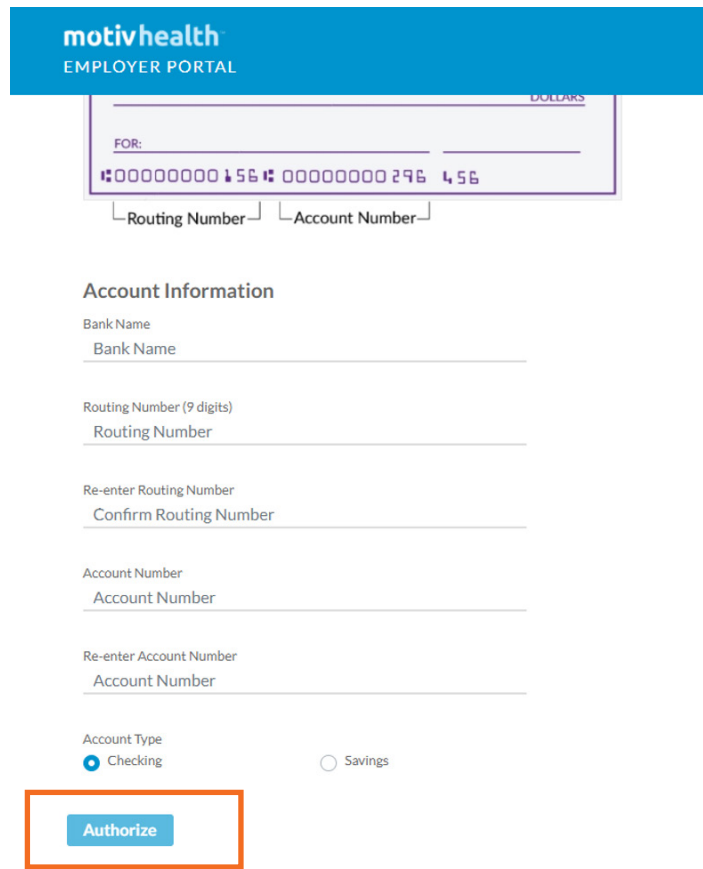 motivhealth
EMPLOYER PORTAL
DOLLARS
FOR:
⑆00000000156⑆ 00000000296 456
Routing Number Account Number
Account Information
Bank Name
Bank Name
Routing Number (9 digits)
Routing Number
Re-enter Routing Number
Confirm Routing Number
Account Number
Account Number
Re-enter Account Number
Account Number
Account Type
Checking Savings
Authorize